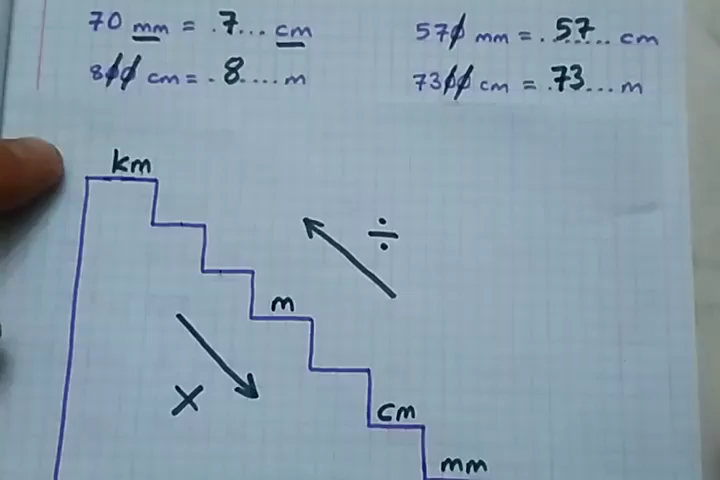 70 mm = .7... cm
570 mm = .57.... cm
800 cm = .8.... m
7300 cm = .73... m
km
÷
m
×
cm
mm